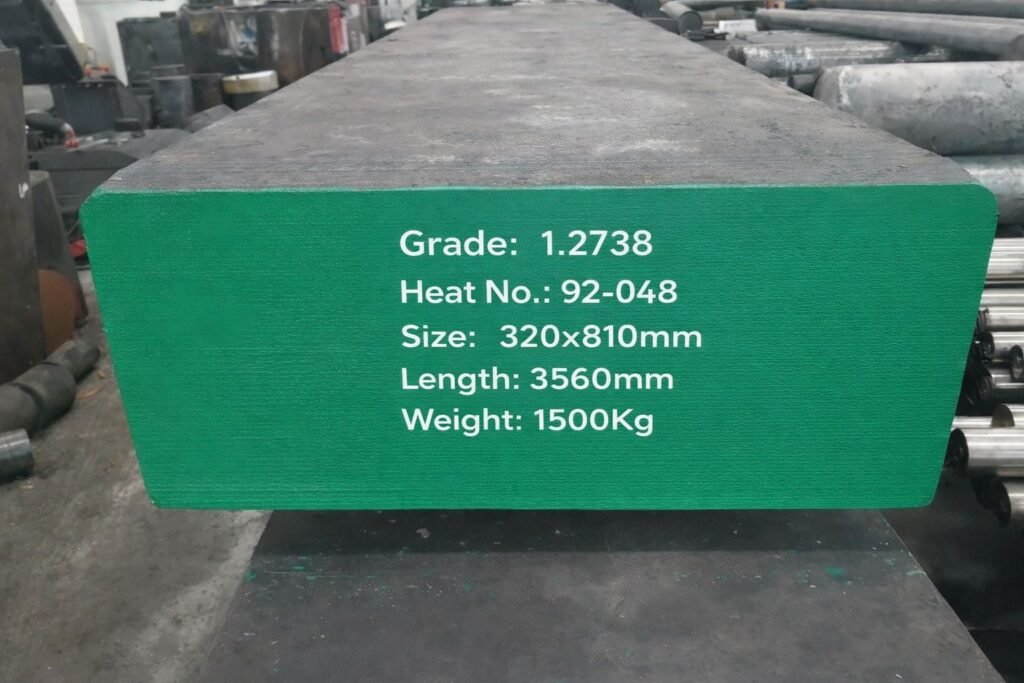 Grade: 1.2738
Heat No.: 92-048
Size: 320x810mm
Length: 3560mm
Weight: 1500Kg